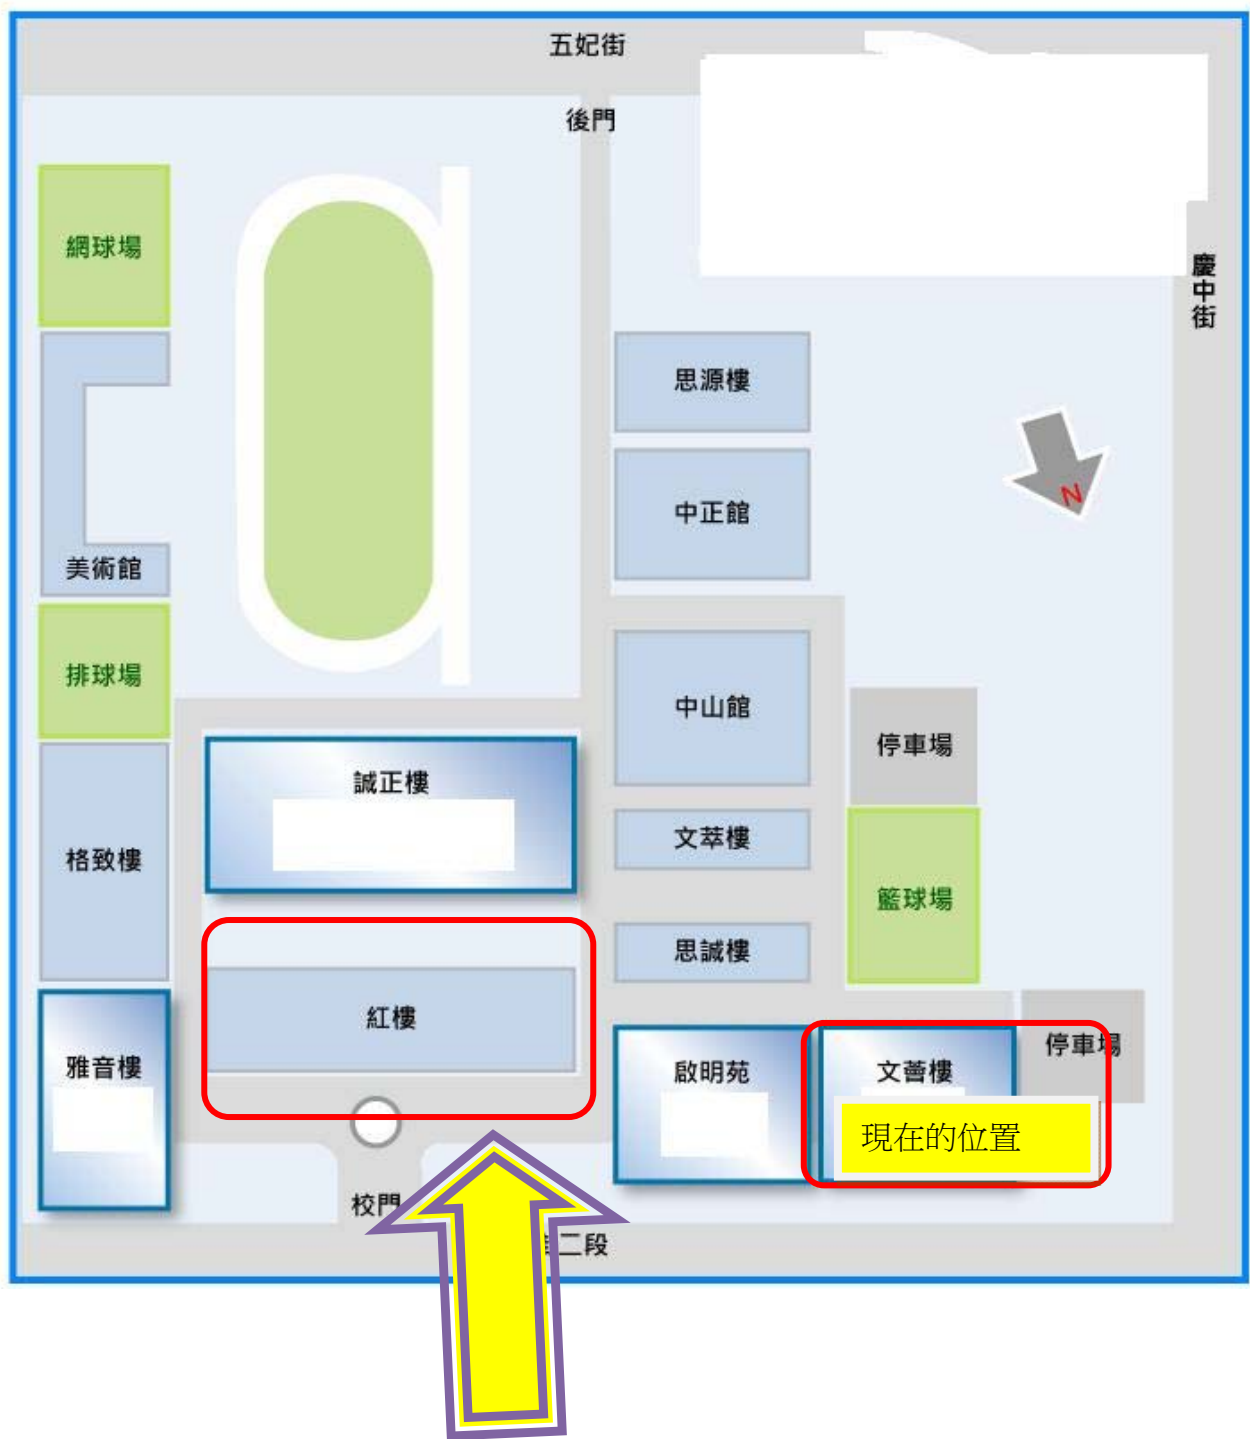 五妃街
後門
網球場
慶中街
思源樓
N
中正館
美術館
排球場
中山館
停車場
誠正樓
文萃樓
格致樓
籃球場
思誠樓
紅樓
雅音樓
啟明苑
文薈樓
停車場
現在的位置
校門
二段